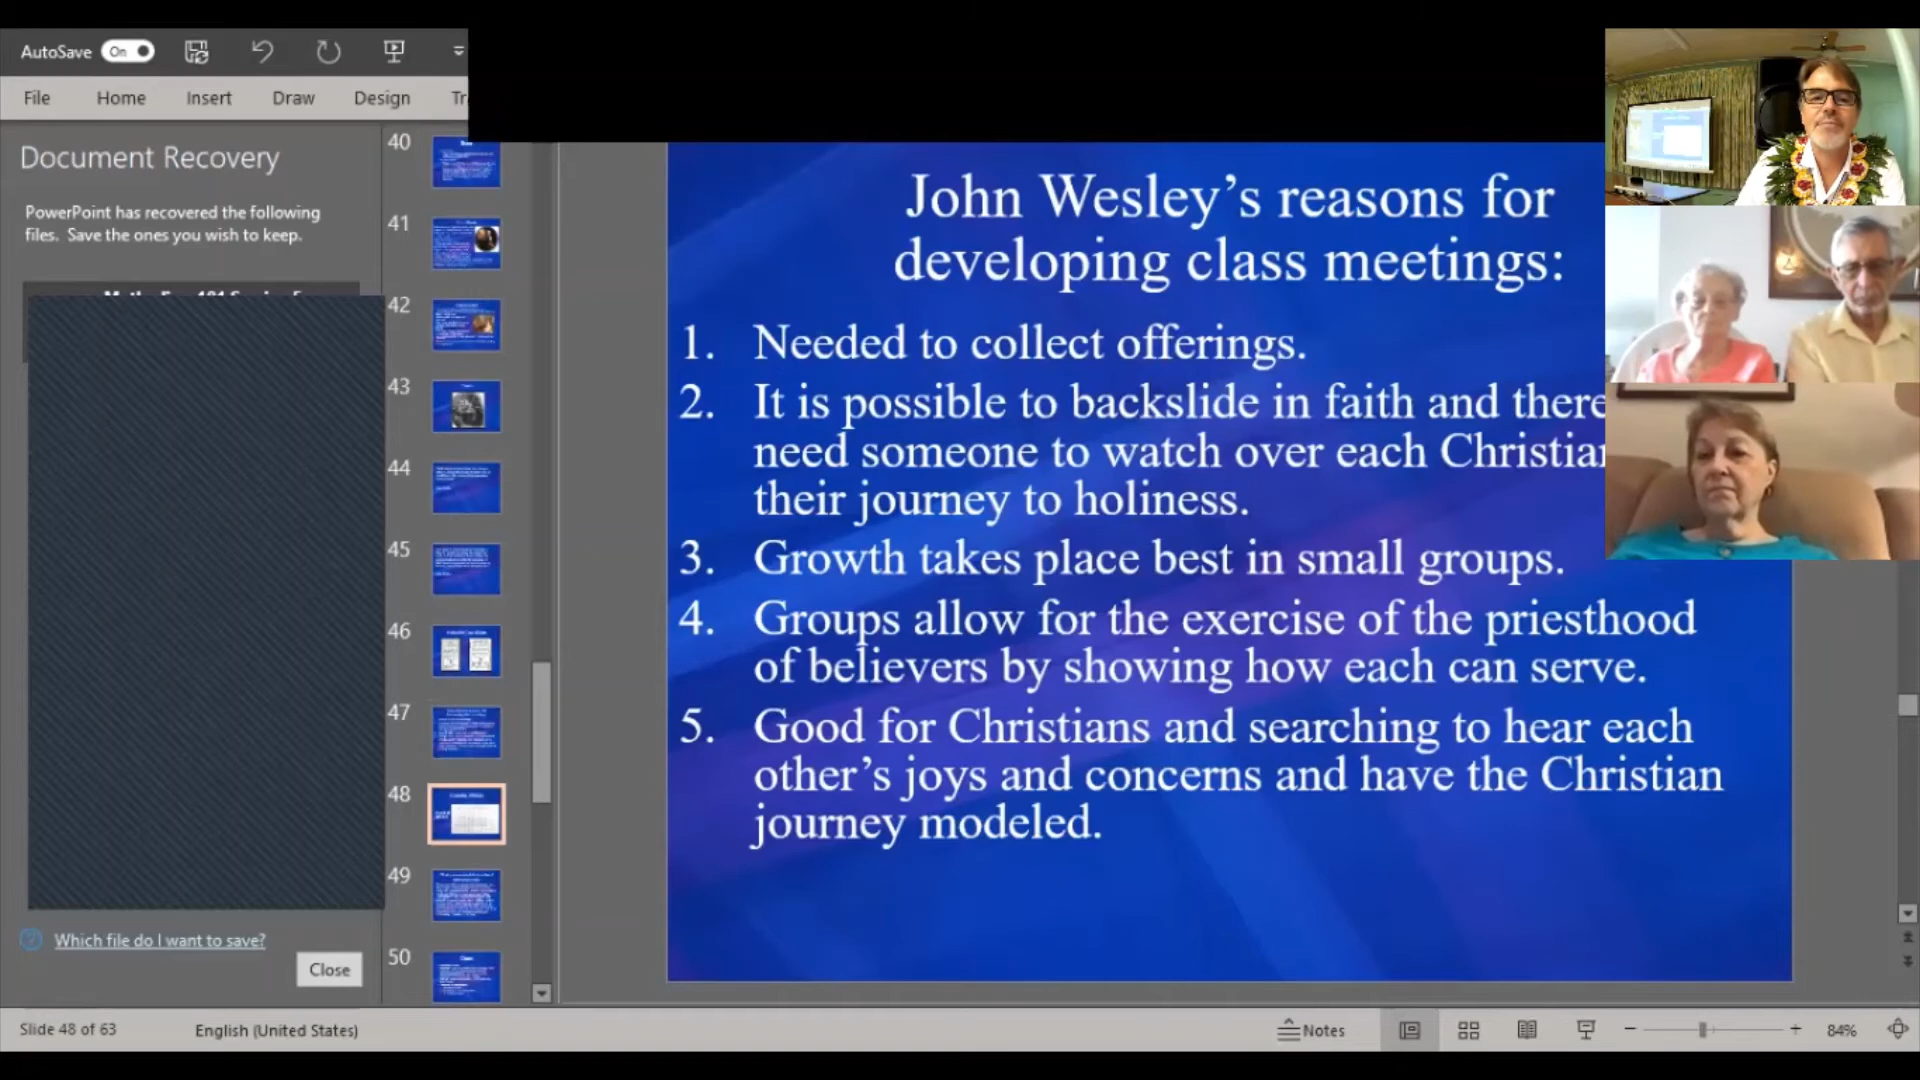 AutoSave On
File Home Insert Draw Design
Document Recovery
PowerPoint has recovered the following
files. Save the ones you wish to keep.
Which file do I want to save?
Close
40
41
42
43
44
45
46
47
48
49
50
John Wesley’s reasons for
developing class meetings:
1. Needed to collect offerings.
2. It is possible to backslide in faith and there
need someone to watch over each
their journey to holiness.
3. Growth takes place best in small groups.
4. Groups allow for the exercise of the priesthood
of believers by showing how each can serve.
5. Good for Christians and searching to hear each
other’s joys and concerns and have the Christian
journey modeled.
Slide 48 of 63 English (United States) Notes 84%